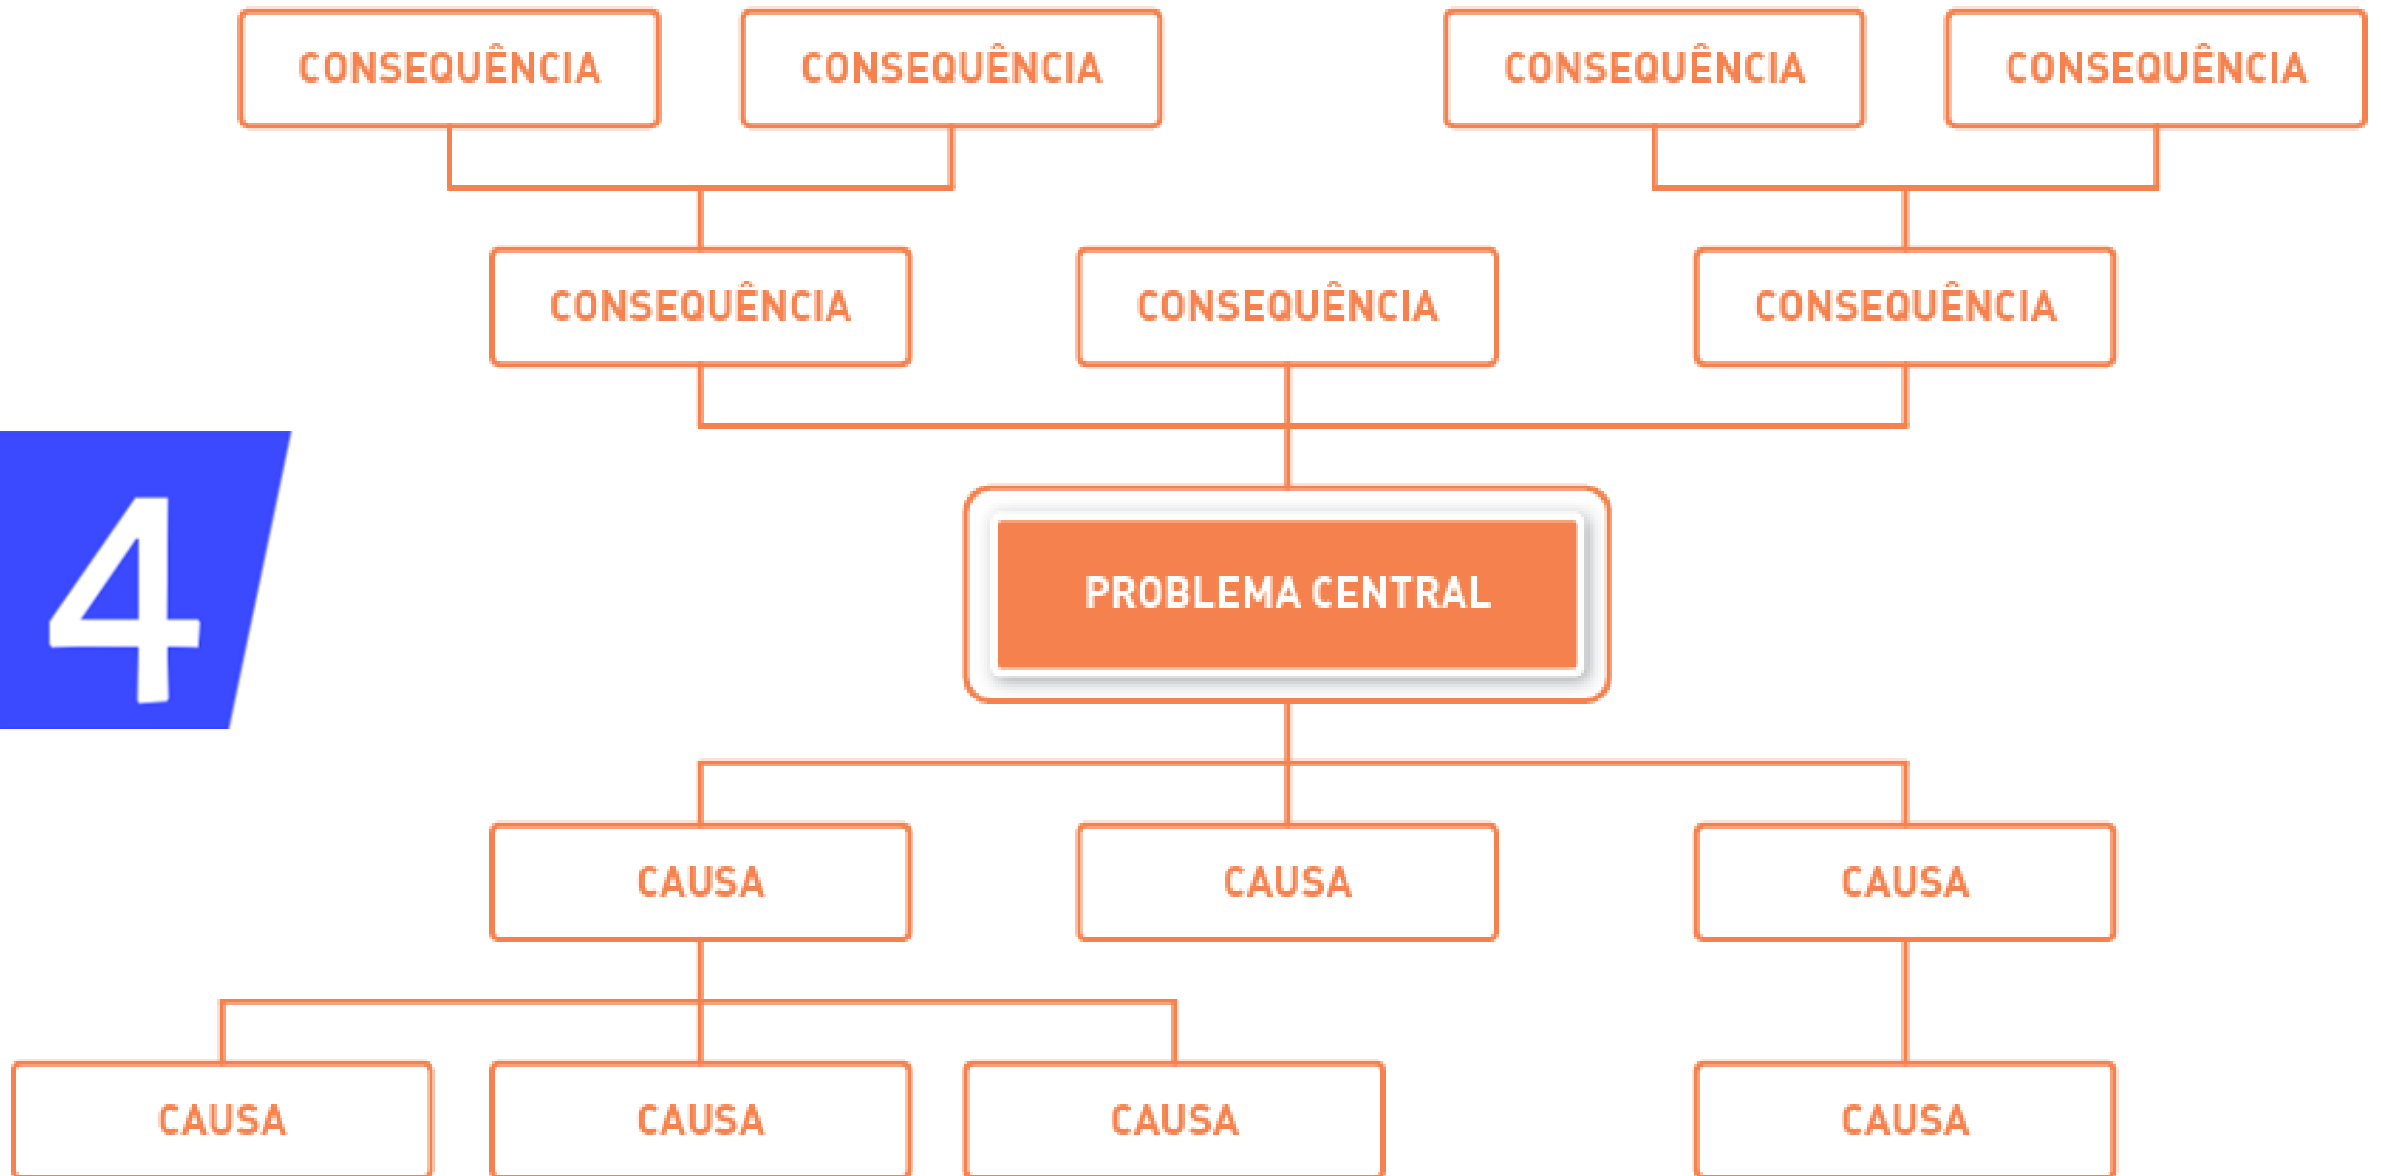 CONSEQUÊNCIA CONSEQUÊNCIA CONSEQUÊNCIA CONSEQUÊNCIA
CONSEQUÊNCIA CONSEQUÊNCIA CONSEQUÊNCIA
4
PROBLEMA CENTRAL
CAUSA CAUSA CAUSA
CAUSA CAUSA CAUSA CAUSA